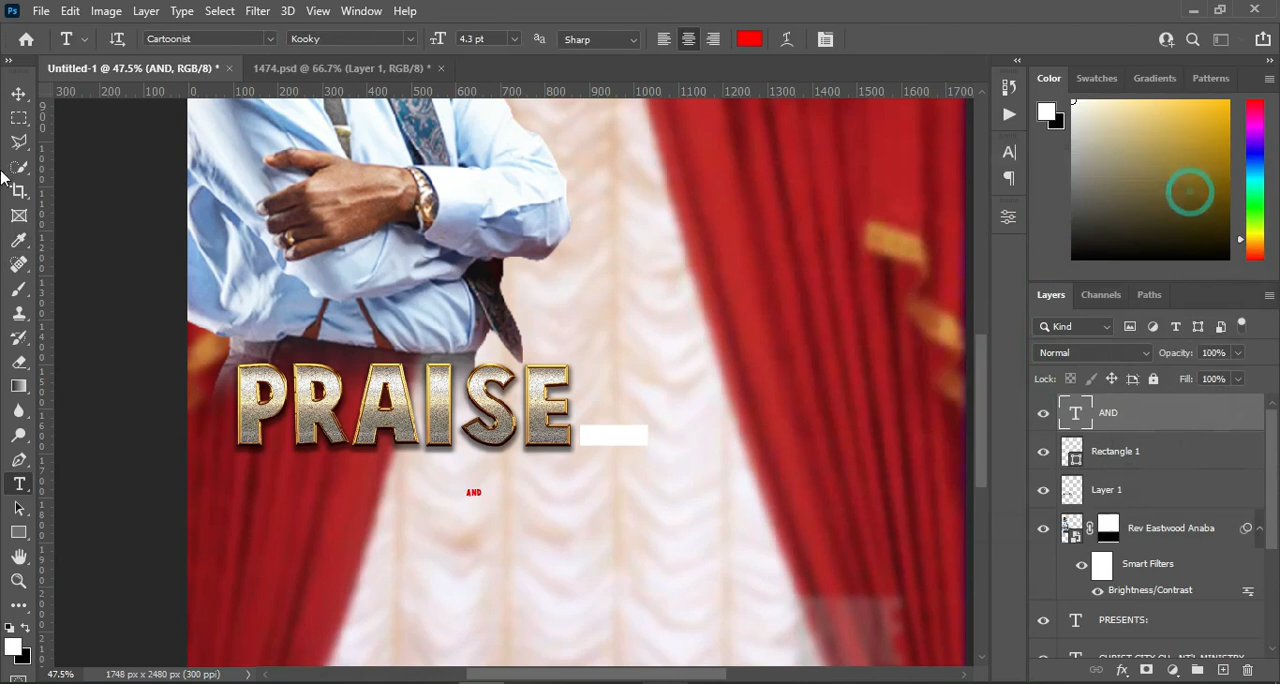 Ps File Edit Image Layer Type Select Filter 3D View Window Help
T Cartoonist Kooky T 4.3 pt aa Sharp
Untitled-1 @ 47.5% (AND, RGB/8) * × 1474.psd @ 66.7% (Layer 1, RGB/8) * ×
300 200 100 0 100 200 300 400 500 600 700 800 900 1000 1100 1200 1300 1400 1500 1600 1700
Color Swatches Gradients Patterns
PRAISE
AND
Layers Channels Paths
Kind
Normal Opacity: 100%
Lock: Fill: 100%
AND
Rectangle 1
Layer 1
Rev Eastwood Anaba
Smart Filters
Brightness/Contrast
PRESENTS:
47.5% 1748 px x 2480 px (300 ppi)